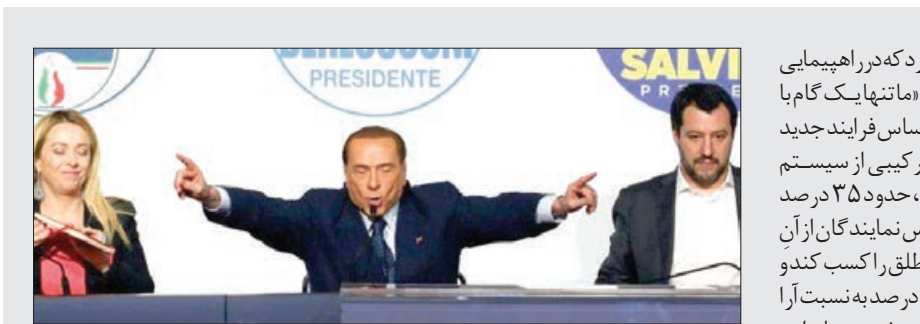 PRESIDENTE
SALVI
PR
رد که در راهپیمایی
«ما تنها یک گام با
ساس فرایند جدید
رکیبی از سیستم
، حدود ۳۵ درصد
س نمایندگان از آنِ
طلق را کسب کند و
درصد به نسبت آرا